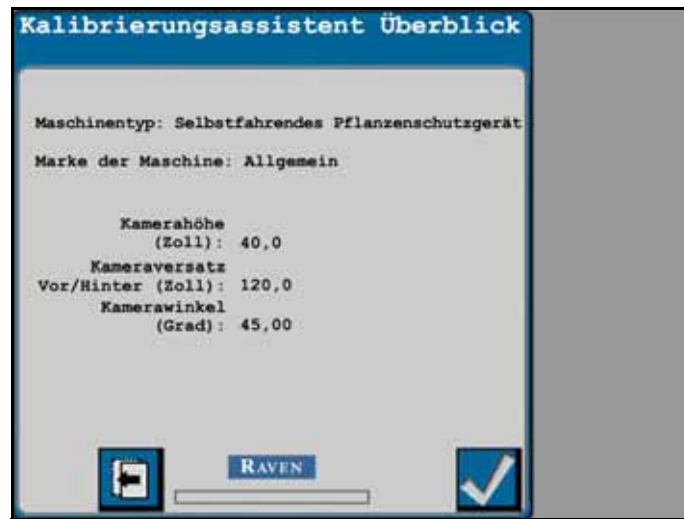 Kalibrierungsassistent Überblick
Maschinentyp: Selbstfahrendes Pflanzenschutzgerät
Marke der Maschine: Allgemein
Kamerahöhe
(Zoll): 40,0
Kameraversatz
Vor/Hinter (Zoll): 120,0
Kamerawinkel
(Grad): 45,00
RAVEN